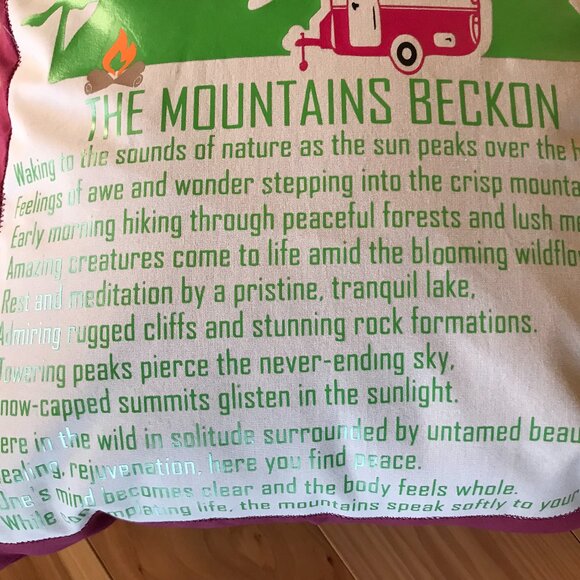 THE MOUNTAINS BECKON
Waking to the sounds of nature as the sun peaks over the
Feelings of awe and wonder stepping into the crisp mounta
Early morning hiking through peaceful forests and lush
Amazing creatures come to life amid the blooming wildflo
Rest and meditation by a pristine, tranquil lake,
Admiring rugged cliffs and stunning rock formations.
Towering peaks pierce the never-ending sky,
now-capped summits glisten in the sunlight.
ere in the wild in solitude surrounded by untamed beau
ealing, rejuvenation, here you find peace.
One's mind becomes clear and the body feels whole.
While contemplating life, the mountains speak softly to your